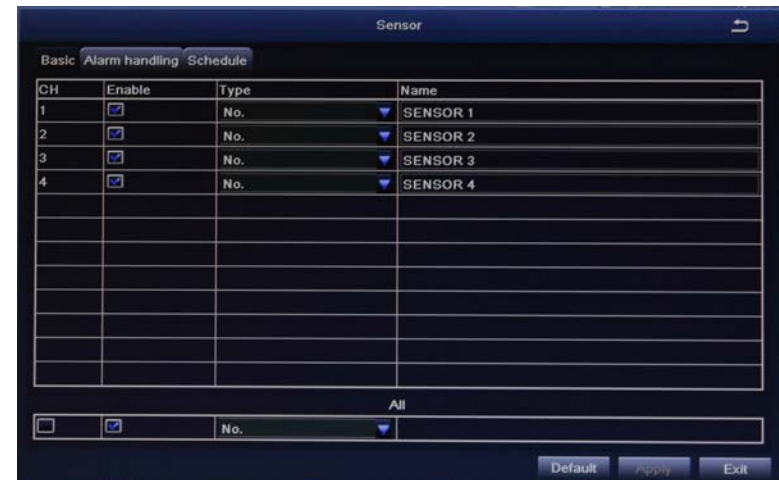 Sensor
Basic Alarm handling Schedule
CH Enable Type Name
1 No. SENSOR 1
2 No. SENSOR 2
3 No. SENSOR 3
4 No. SENSOR 4
All
No.
Default Apply Exit